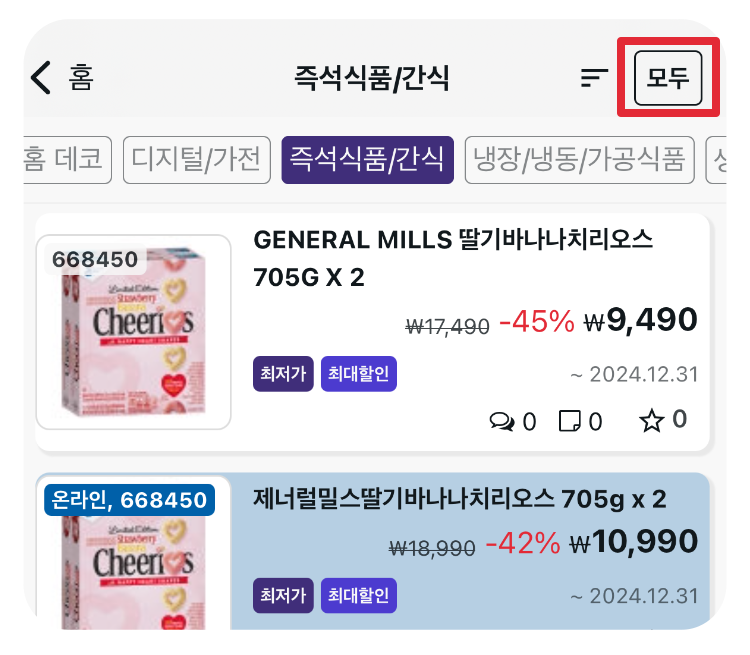 홈
즉석식품/간식
모두
홈 데코
디지털/가전
즉석식품/간식
냉장/냉동/가공식품
668450
Limited Edition
Strawberry
Banana
Cheerios
GENERAL MILLS 딸기바나나치리오스
705G X 2
₩17,490 -45% ₩9,490
최저가 최대할인
~ 2024.12.31
0 0 0
온라인, 668450
Limited Edition
Strawberry
Banana
Cheerios
제너럴밀스딸기바나나치리오스 705g x 2
₩18,990 -42% ₩10,990
최저가 최대할인
~ 2024.12.31